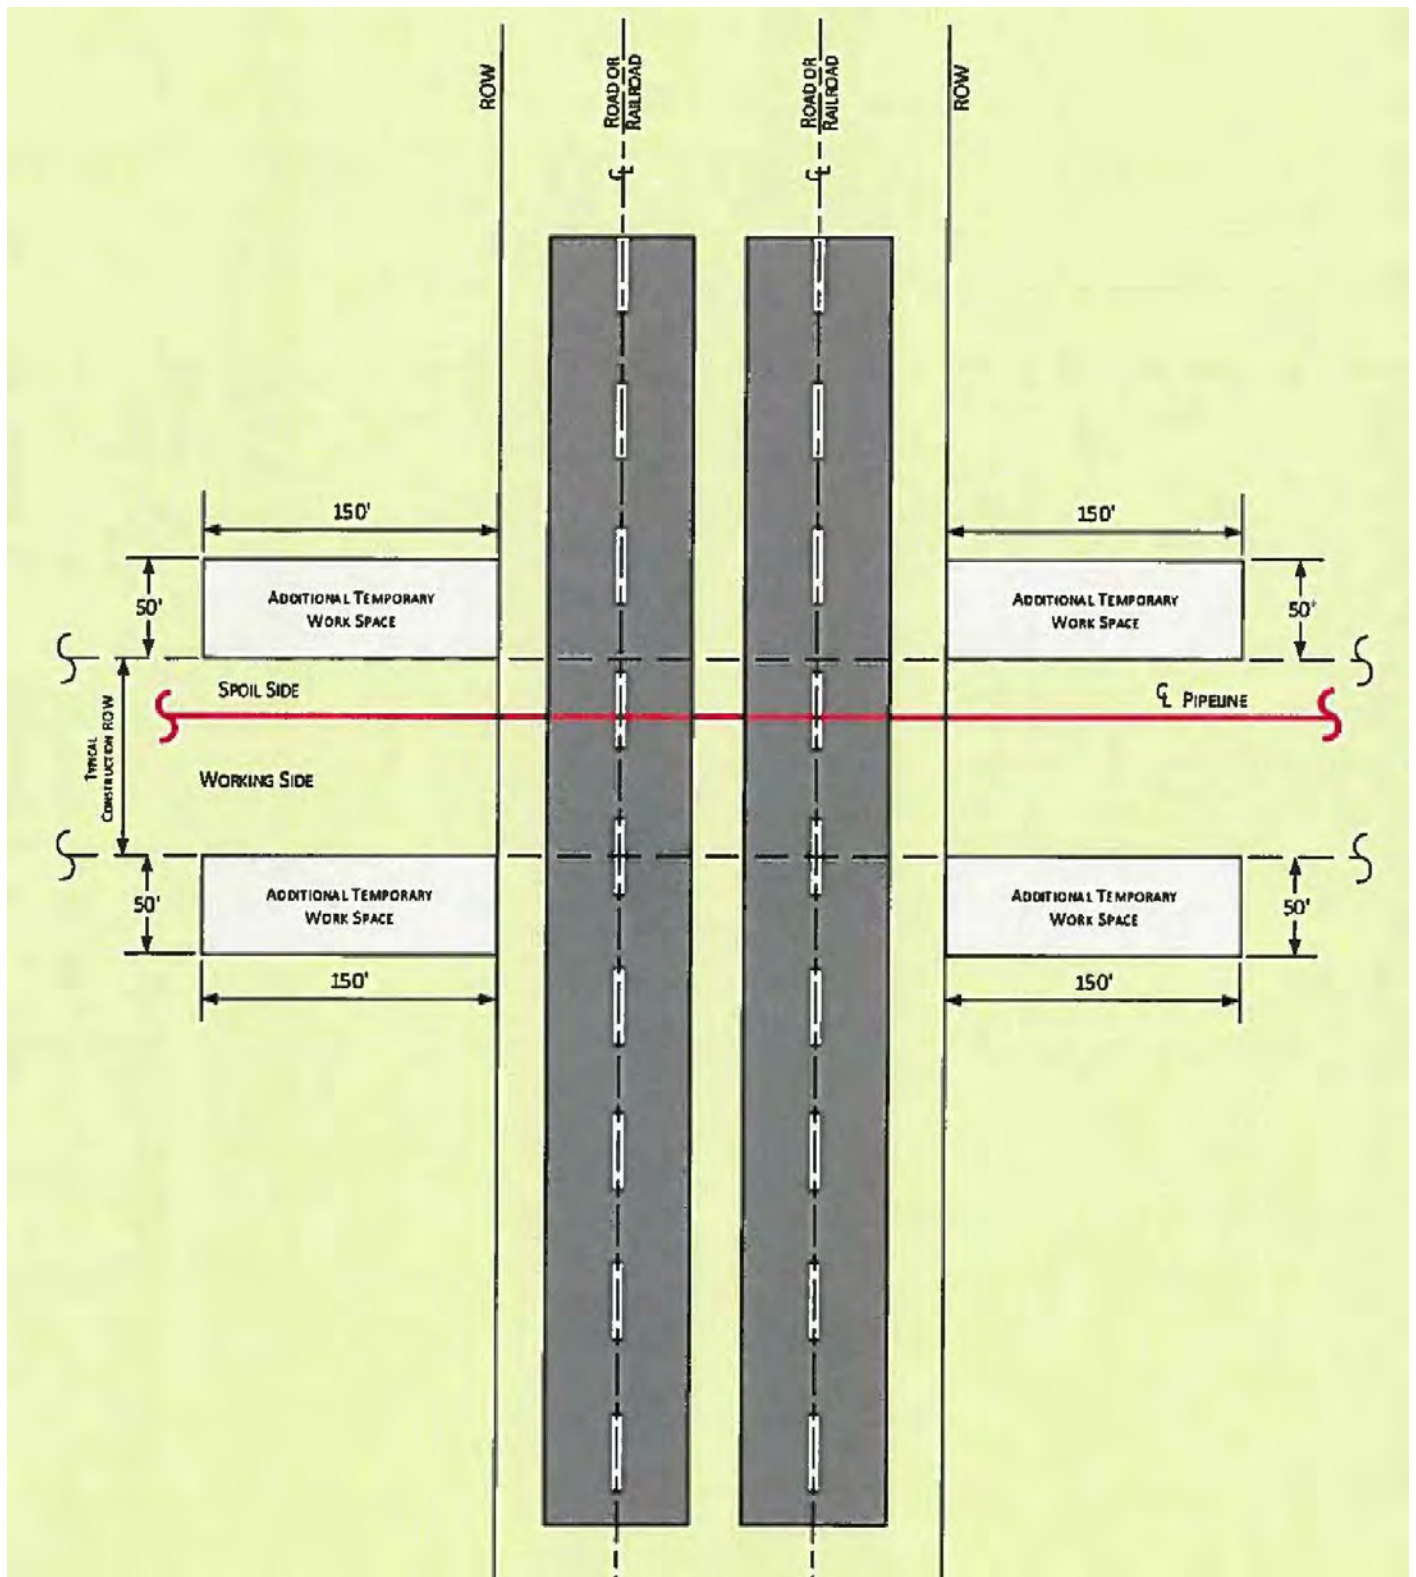 ROW
ROAD OR
RAILROAD
℄
ROAD OR
RAILROAD
℄
ROW
150'
150'
50'
ADDITIONAL TEMPORARY
WORK SPACE
ADDITIONAL TEMPORARY
WORK SPACE
50'
SPOIL SIDE
℄ PIPELINE
TYPICAL
CONSTRUCTION ROW
WORKING SIDE
50'
ADDITIONAL TEMPORARY
WORK SPACE
ADDITIONAL TEMPORARY
WORK SPACE
50'
150'
150'